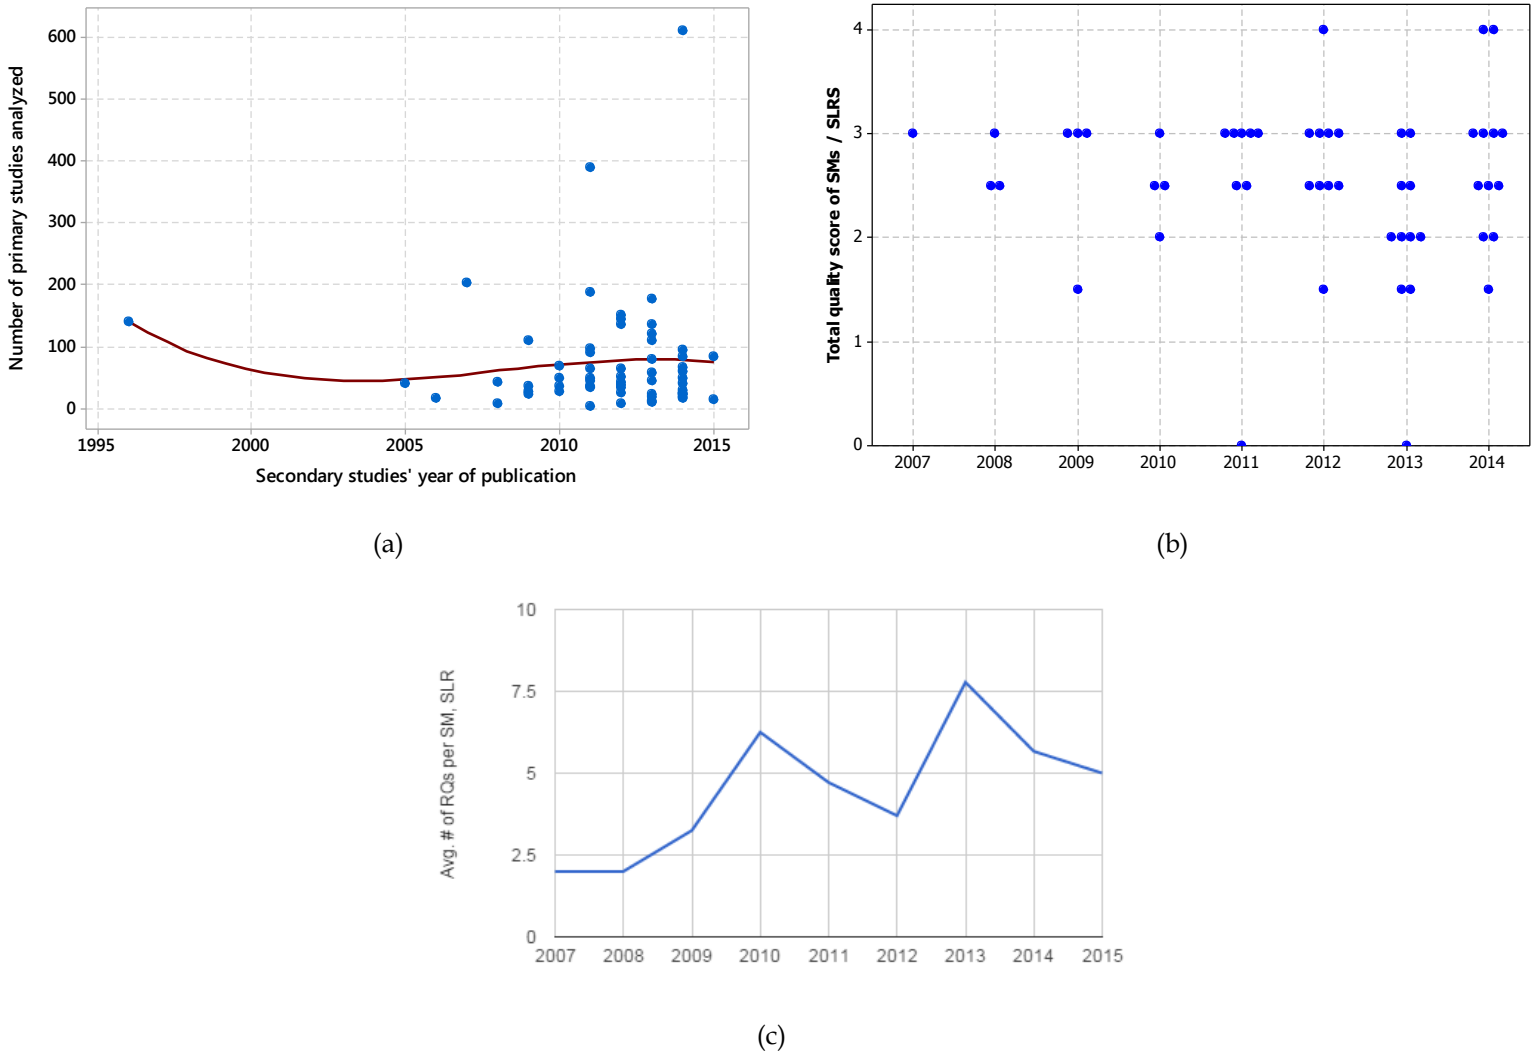 Number of primary studies analyzed
600
500
400
300
200
100
0
1995 2000 2005 2010 2015
Secondary studies' year of publication
(a)
Total quality score of SMs / SLRS
4
3
2
1
0
2007 2008 2009 2010 2011 2012 2013 2014
(b)
Avg. # of RQs per SM, SLR
10
7.5
5
2.5
0
2007 2008 2009 2010 2011 2012 2013 2014 2015
(c)